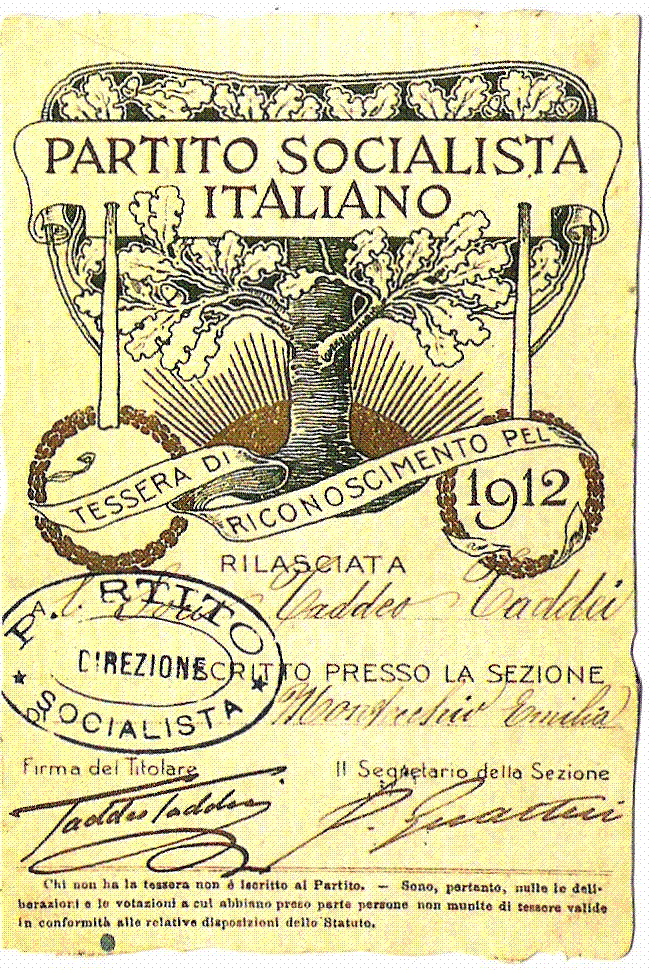 PARTITO SOCIALISTA
ITALIANO
TESSERA DI
RICONOSCIMENTO PEL
1912
RILASCIATA
Taddeo Taddei
PARTITO
DIREZIONE
SOCIALISTA
ISCRITTO PRESSO LA SEZIONE
Montecchio Emilia
Firma del Titolare
Il Segretario della Sezione
Taddeo Taddei
Chi non ha la tessera non è iscritto al Partito. — Sono, pertanto, nulle le deli-
berazioni e le votazioni a cui abbiano preso parte persone non munite di tessere valide
in conformità alle relative disposizioni dello Statuto.